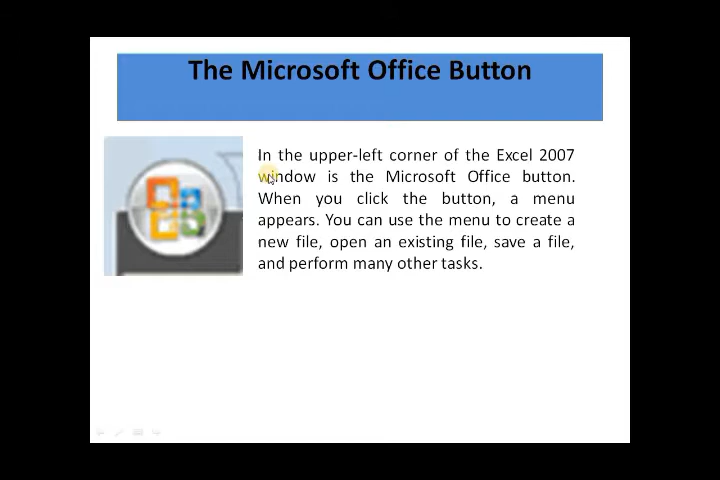 The Microsoft Office Button
In the upper-left corner of the Excel 2007
window is the Microsoft Office button.
When you click the button, a menu
appears. You can use the menu to create a
new file, open an existing file, save a file,
and perform many other tasks.